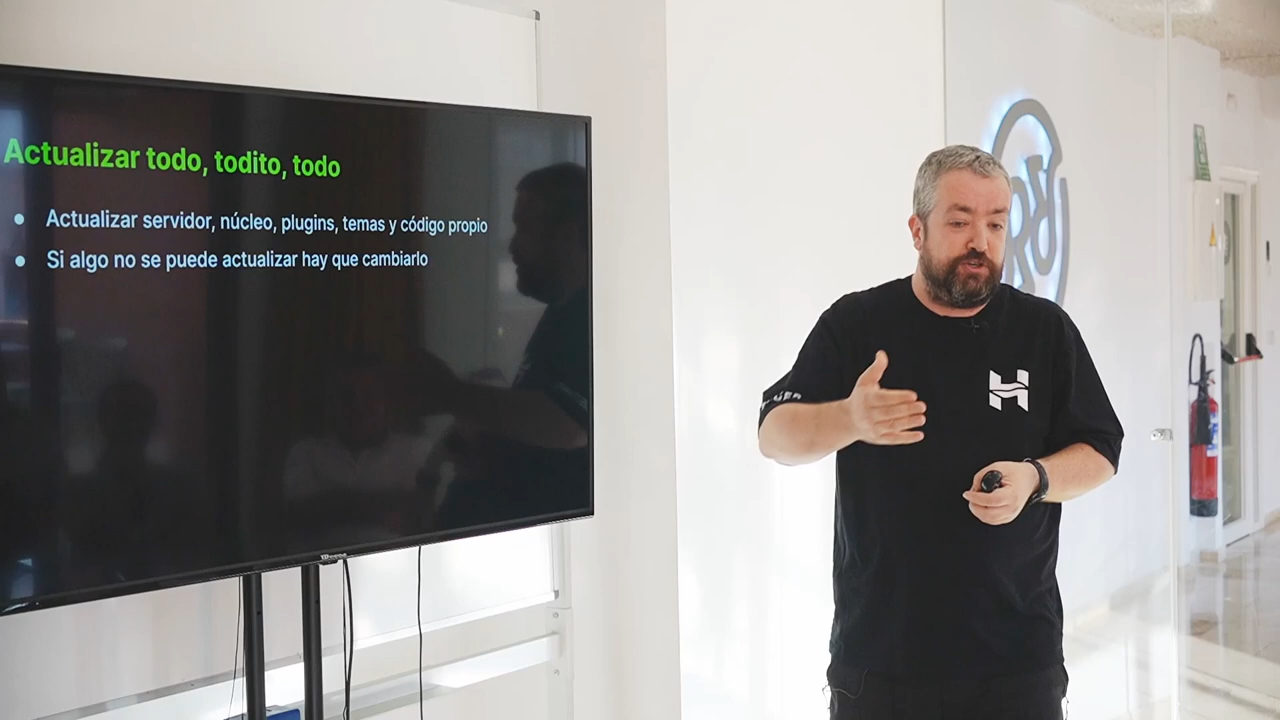 Actualizar todo, todito, todo
● Actualizar servidor, núcleo, plugins, temas y código propio
● Si algo no se puede actualizar hay que cambiarlo
H